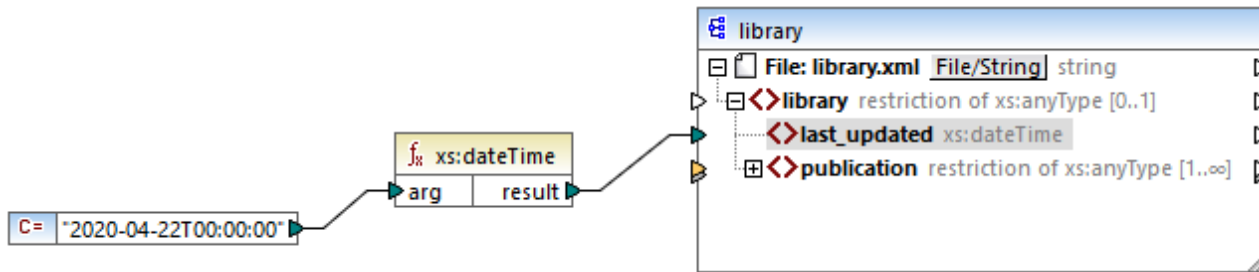 library
File: library.xml File/String string
library restriction of xs:anyType [0..1]
last_updated xs:dateTime
publication restriction of xs:anyType [1..∞]
fx xs:dateTime
arg result
C= "2020-04-22T00:00:00"